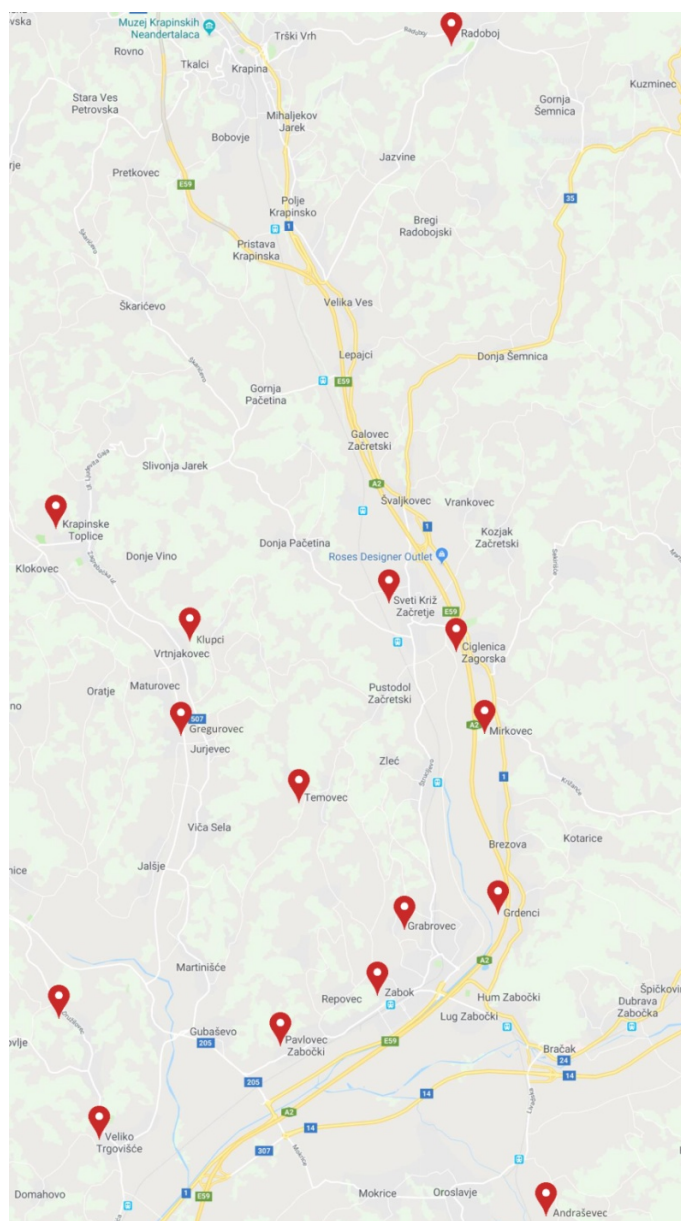 Muzej Krapinskih
Neandertalaca
Trški Vrh
Radoboj
Radoboj
Rovno
Tkalci
Krapina
Kuzminec
Stara Ves
Petrovska
Gornja
Šemnica
Mihaljekov
Jarek
Bobovje
Jazvine
Pretkovec
E59
35
Polje
Krapinsko
1
Bregi
Radobojski
Pristava
Krapinska
Škarićevo
Velika Ves
Lepajci
Donja Šemnica
E59
Gornja
Pačetina
Galovec
Začretski
Slivonja Jarek
A2
Švaljkovec
Vrankovec
Krapinske
Toplice
1
Kozjak
Začretski
Donja Pačetina
Donje Vino
Roses Designer Outlet
Klokovec
Sveti Križ
Začretje
E59
Klupci
Vrtnjakovec
Ciglenica
Zagorska
Maturovec
Oratje
Pustodol
Začretski
507
Gregurovec
A2
Mirkovec
Jurjevec
Zleć
1
Temovec
Viča Sela
Kotarice
Brezova
Jalšje
Grdenci
Grabrovec
A2
Martinišće
Repovec
Zabok
Hum Zabočki
Dubrava
Zabočka
Lug Zabočki
Gubaševo
205
Pavlovec
Zabočki
E59
Bračak
24
14
205
14
A2
14
Veliko
Trgovišće
307
Domahovo
1
E59
Mokrice
Oroslavje
Andraševec